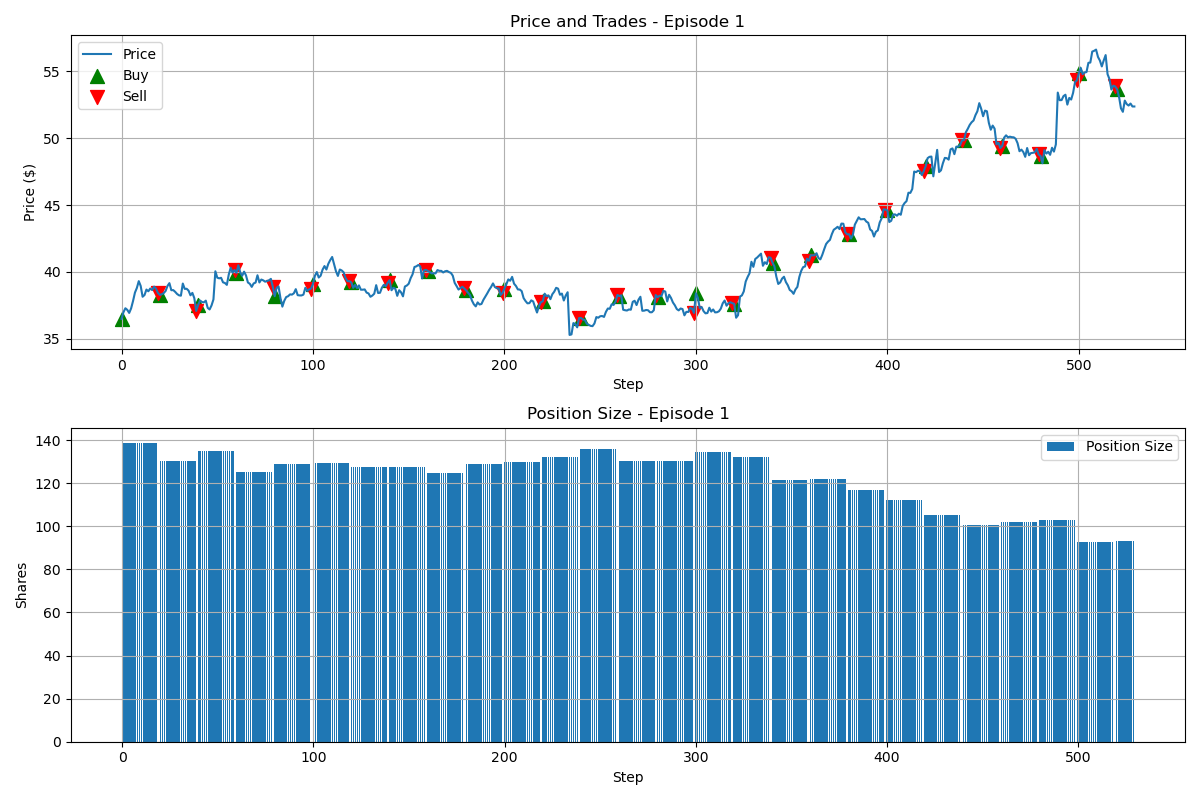 Price and Trades - Episode 1
Price
Buy
Sell
Price ($)
55
50
45
40
35
0 100 200 300 400 500
Step
Position Size - Episode 1
Position Size
Shares
140
120
100
80
60
40
20
0
0 100 200 300 400 500
Step